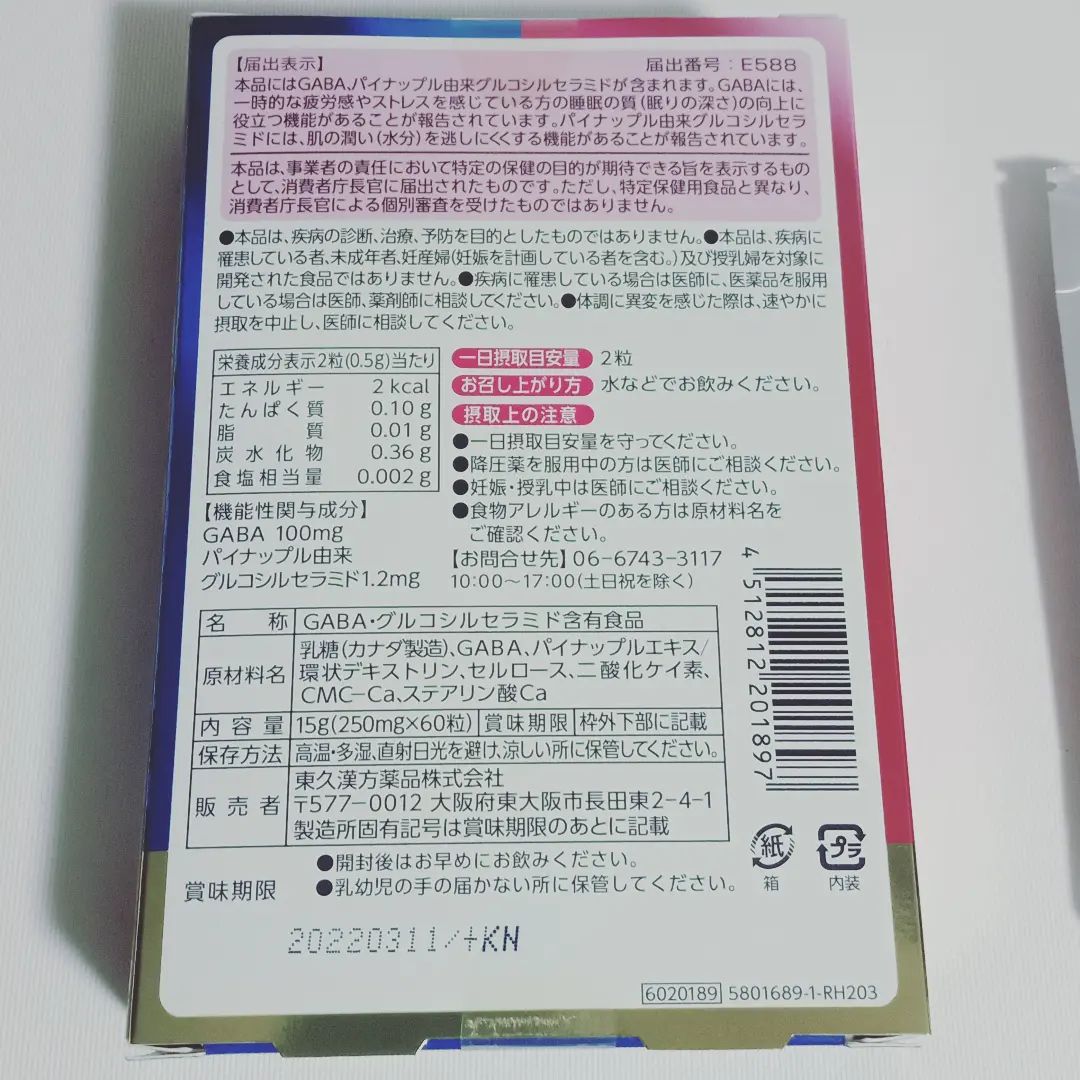 【届出表示】 届出番号：E588
本品にはGABA、パイナップル由来グルコシルセラミドが含まれます。GABAには、
一時的な疲労感やストレスを感じている方の睡眠の質（眠りの深さ）の向上に
役立つ機能があることが報告されています。パイナップル由来グルコシルセラ
ミドには、肌の潤い（水分）を逃しにくくする機能があることが報告されています。
本品は、事業者の責任において特定の保健の目的が期待できる旨を表示するもの
として、消費者庁長官に届出されたものです。ただし、特定保健用食品と異なり、
消費者庁長官による個別審査を受けたものではありません。
●本品は、疾病の診断、治療、予防を目的としたものではありません。●本品は、疾病に
罹患している者、未成年者、妊産婦（妊娠を計画している者を含む。）及び授乳婦を対象に
開発された食品ではありません。●疾病に罹患している場合は医師に、医薬品を服用
している場合は医師、薬剤師に相談してください。●体調に異変を感じた際は、速やかに
摂取を中止し、医師に相談してください。
栄養成分表示2粒(0.5g)当たり
エネルギー 2 kcal
たんぱく質 0.10 g
脂質 0.01 g
炭水化物 0.36 g
食塩相当量 0.002 g
【機能性関与成分】
GABA 100mg
パイナップル由来
グルコシルセラミド1.2mg
一日摂取目安量 2粒
お召し上がり方 水などでお飲みください。
摂取上の注意
●一日摂取目安量を守ってください。
●降圧薬を服用中の方は医師にご相談ください。
●妊娠・授乳中は医師にご相談ください。
●食物アレルギーのある方は原材料名を
ご確認ください。
【お問合せ先】06-6743-3117
10:00〜17:00(土日祝を除く)
4 512812 201897
名称 GABA・グルコシルセラミド含有食品
原材料名 乳糖（カナダ製造）、GABA、パイナップルエキス/
環状デキストリン、セルロース、二酸化ケイ素、
CMC-Ca、ステアリン酸Ca
内容量 15g(250mg×60粒) 賞味期限 枠外下部に記載
保存方法 高温・多湿、直射日光を避け、涼しい所に保管してください。
販売者 東久漢方薬品株式会社
〒577-0012 大阪府東大阪市長田東2-4-1
製造所固有記号は賞味期限のあとに記載
紙
箱
プラ
内装
●開封後はお早めにお飲みください。
●乳幼児の手の届かない所に保管してください。
賞味期限
20220311/+KN
6020189 5801689-1-RH203